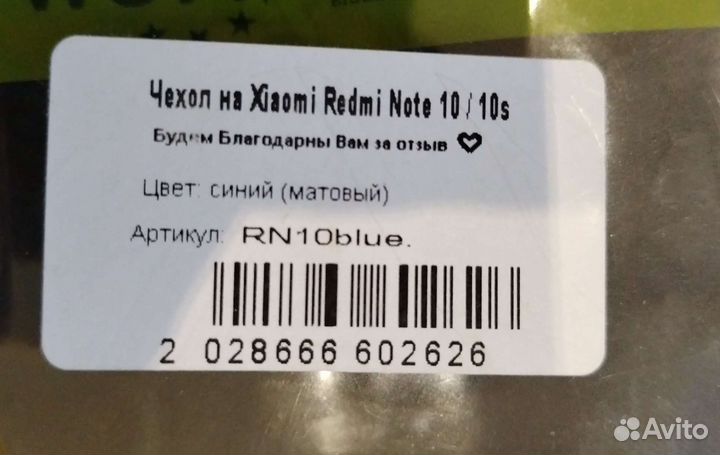 Чехол на Xiaomi Redmi Note 10 / 10s
Будем Благодарны Вам за отзыв
Цвет: синий (матовый)
Артикул: RN10blue.
2 028666 602626
Avito